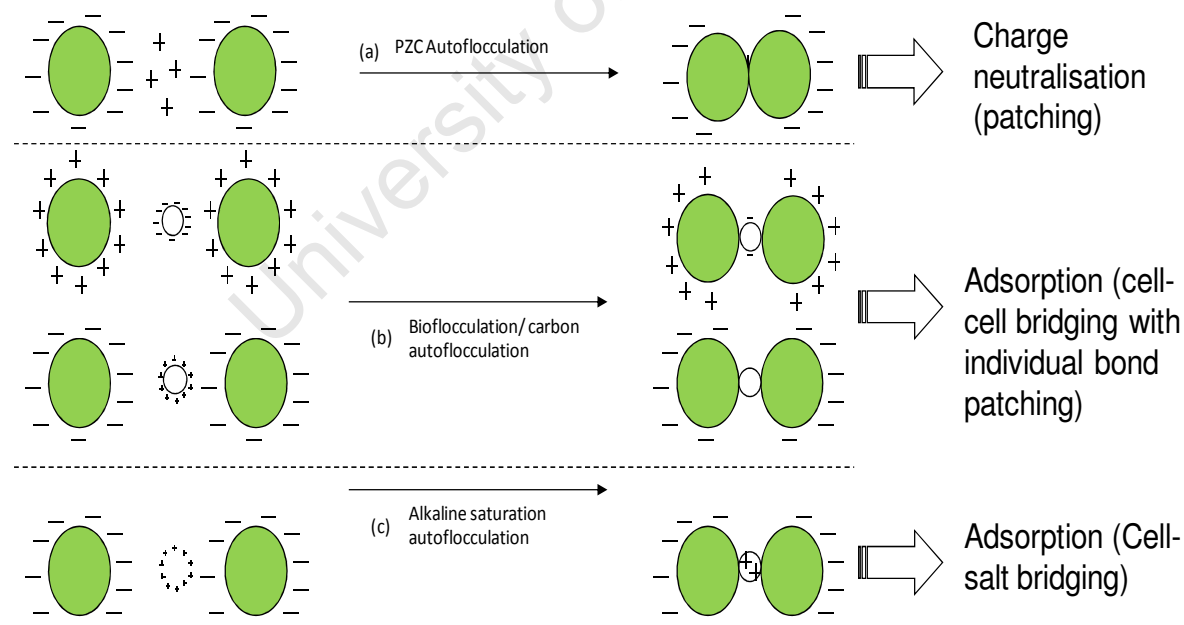 (a) PZC Autoflocculation
Charge
neutralisation
(patching)
University o
(b) Bioflocculation/ carbon
autoflocculation
Adsorption (cell-
cell bridging with
individual bond
patching)
(c) Alkaline saturation
autoflocculation
Adsorption (Cell-
salt bridging)